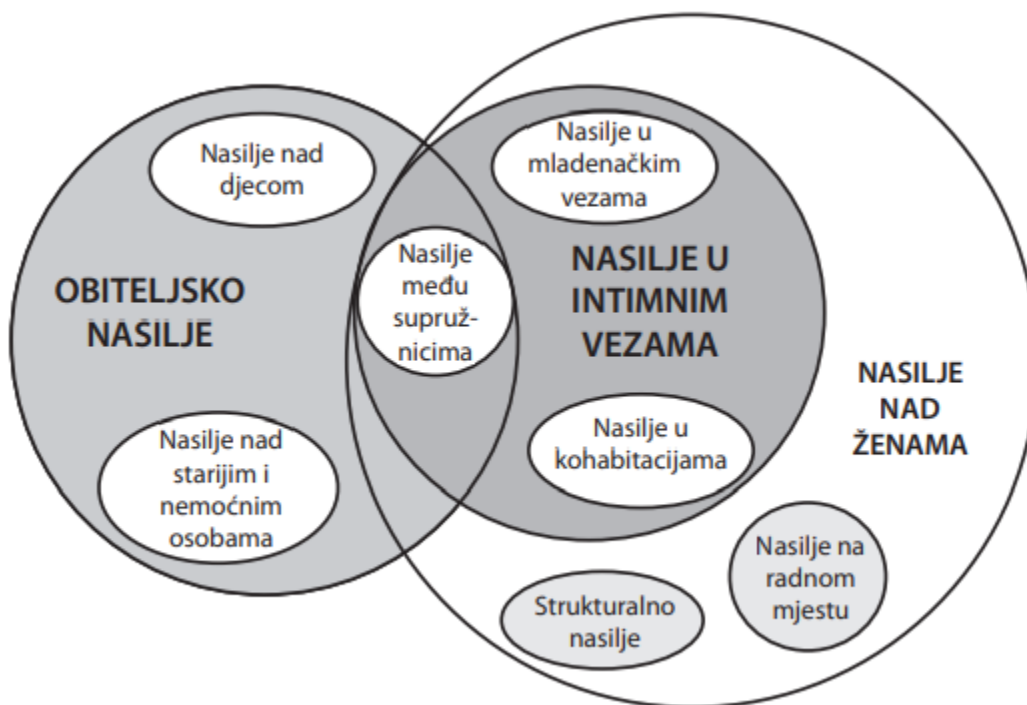 Nasilje nad
djecom
Nasilje u
mladenačkim
vezama
OBITELJSKO
NASILJE
Nasilje
među
supruž-
nicima
NASILJE U
INTIMNIM
VEZAMA
NASILJE
NAD
ŽENAMA
Nasilje nad
starijim i
nemoćnim
osobama
Nasilje u
kohabitacijama
Strukturalno
nasilje
Nasilje na
radnom
mjestu